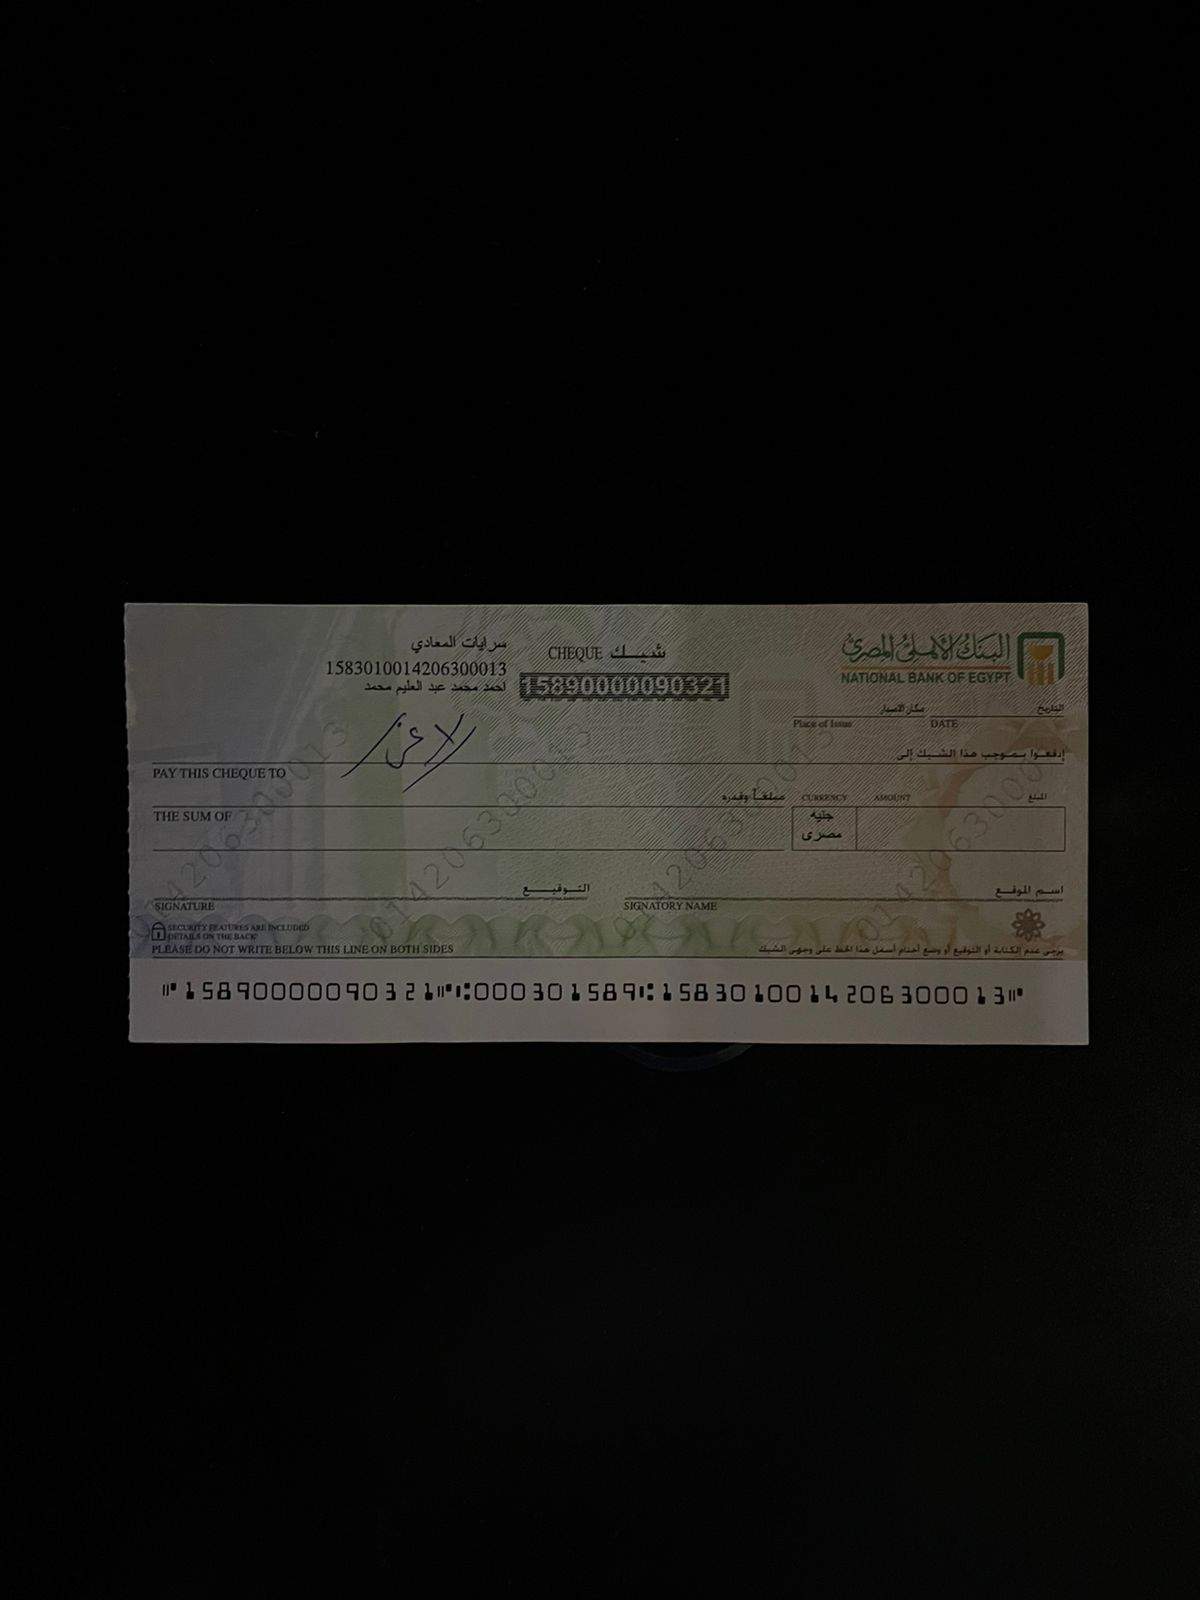 سرايات المعادي
1583010014206300013
احمد محمد عبد العليم محمد
CHEQUE شيك
15890000090321
البنك الأهلي المصري
NATIONAL BANK OF EGYPT
مكان الاصدار التاريخ
Place of Issue DATE
لاغى
إدفعوا بموجب هذا الشيك إلى
PAY THIS CHEQUE TO
مبلغاً وقدره CURRENCY AMOUNT المبلغ
THE SUM OF
جنيه
مصرى
التوقيع
SIGNATURE
اسم الموقع
SIGNATORY NAME
SECURITY FEATURES ARE INCLUDED
DETAILS ON THE BACK
PLEASE DO NOT WRITE BELOW THIS LINE ON BOTH SIDES
يرجى عدم الكتابة أو التوقيع أو وضع أختام أسفل هذا الخط على وجهى الشيك
15890000090321 000301589 1583010014206300013